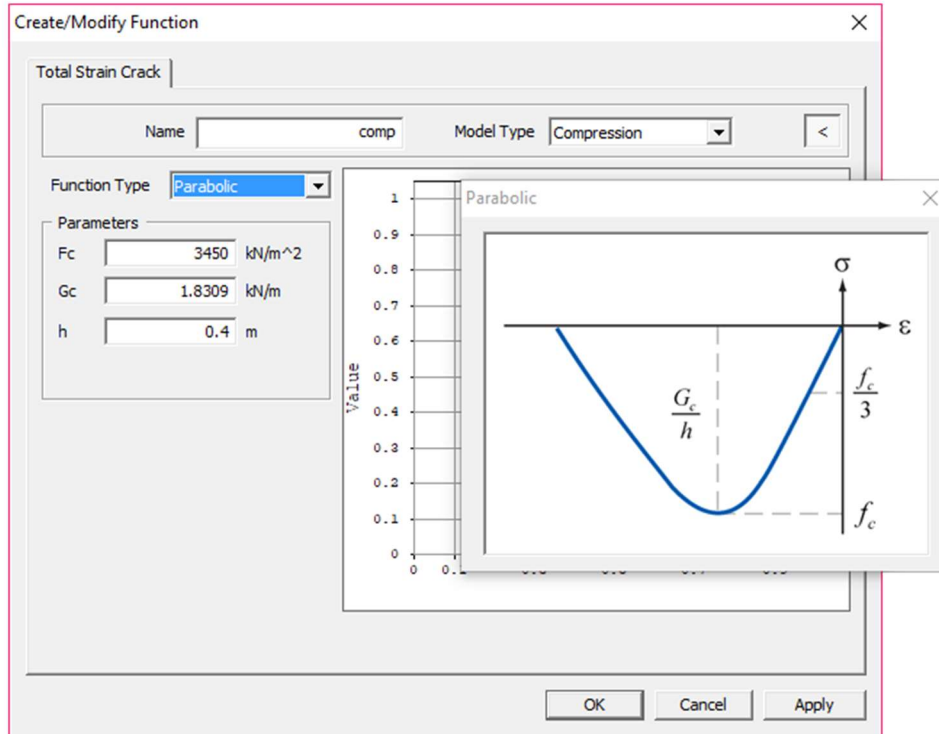 Create/Modify Function
Total Strain Crack
Name comp Model Type Compression <
Function Type Parabolic
Parameters
Fc 3450 kN/m^2
Gc 1.8309 kN/m
h 0.4 m
Value
1
0.9
0.8
0.7
0.6
0.5
0.4
0.3
0.2
0.1
0
0
Parabolic
σ
ε
f_c/3
G_c/h
f_c
OK Cancel Apply